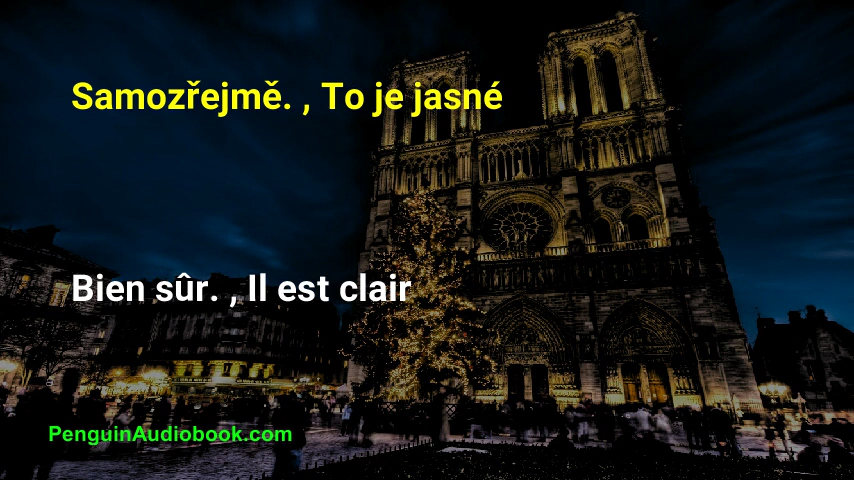 Samozřejmě. , To je jasné
Bien sûr. , Il est clair
PenguinAudiobook.com